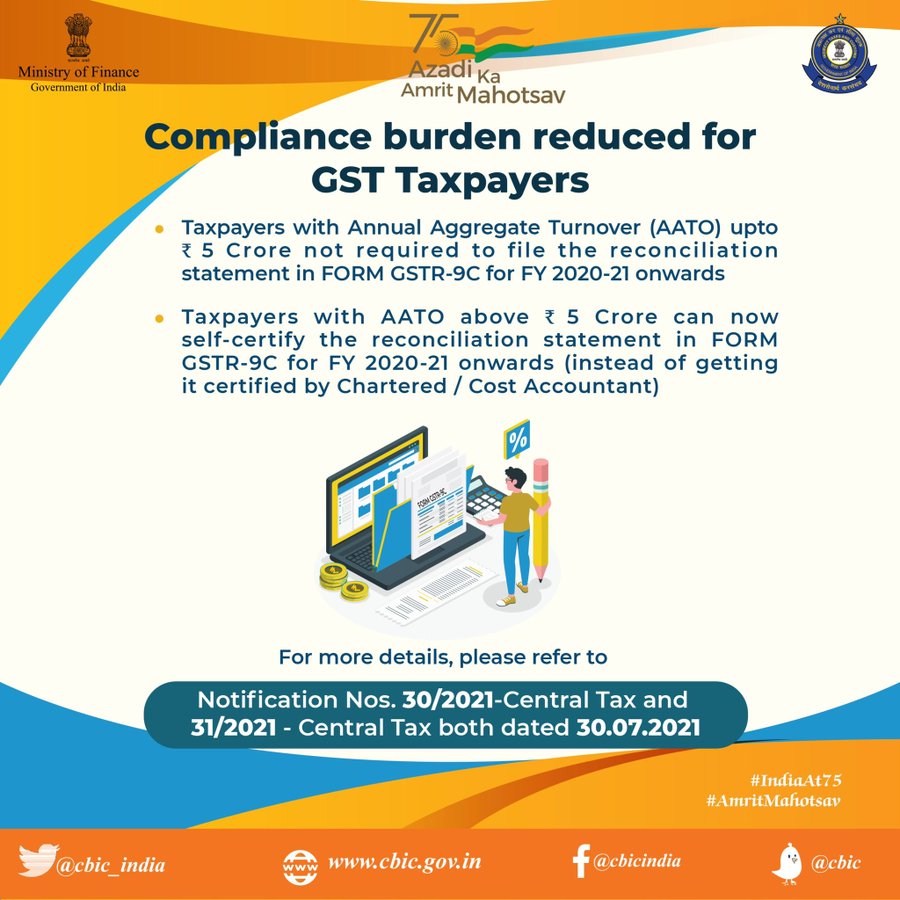 Ministry of Finance
Government of India
75
Azadi Ka
Amrit Mahotsav
Compliance burden reduced for
GST Taxpayers
• Taxpayers with Annual Aggregate Turnover (AATO) upto
₹ 5 Crore not required to file the reconciliation
statement in FORM GSTR-9C for FY 2020-21 onwards
• Taxpayers with AATO above ₹ 5 Crore can now
self-certify the reconciliation statement in FORM
GSTR-9C for FY 2020-21 onwards (instead of getting
it certified by Chartered / Cost Accountant)
%
FORM GSTR-9C
For more details, please refer to
Notification Nos. 30/2021-Central Tax and
31/2021 - Central Tax both dated 30.07.2021
#IndiaAt75
#AmritMahotsav
@cbic_india
www.cbic.gov.in
@cbicindia
@cbic